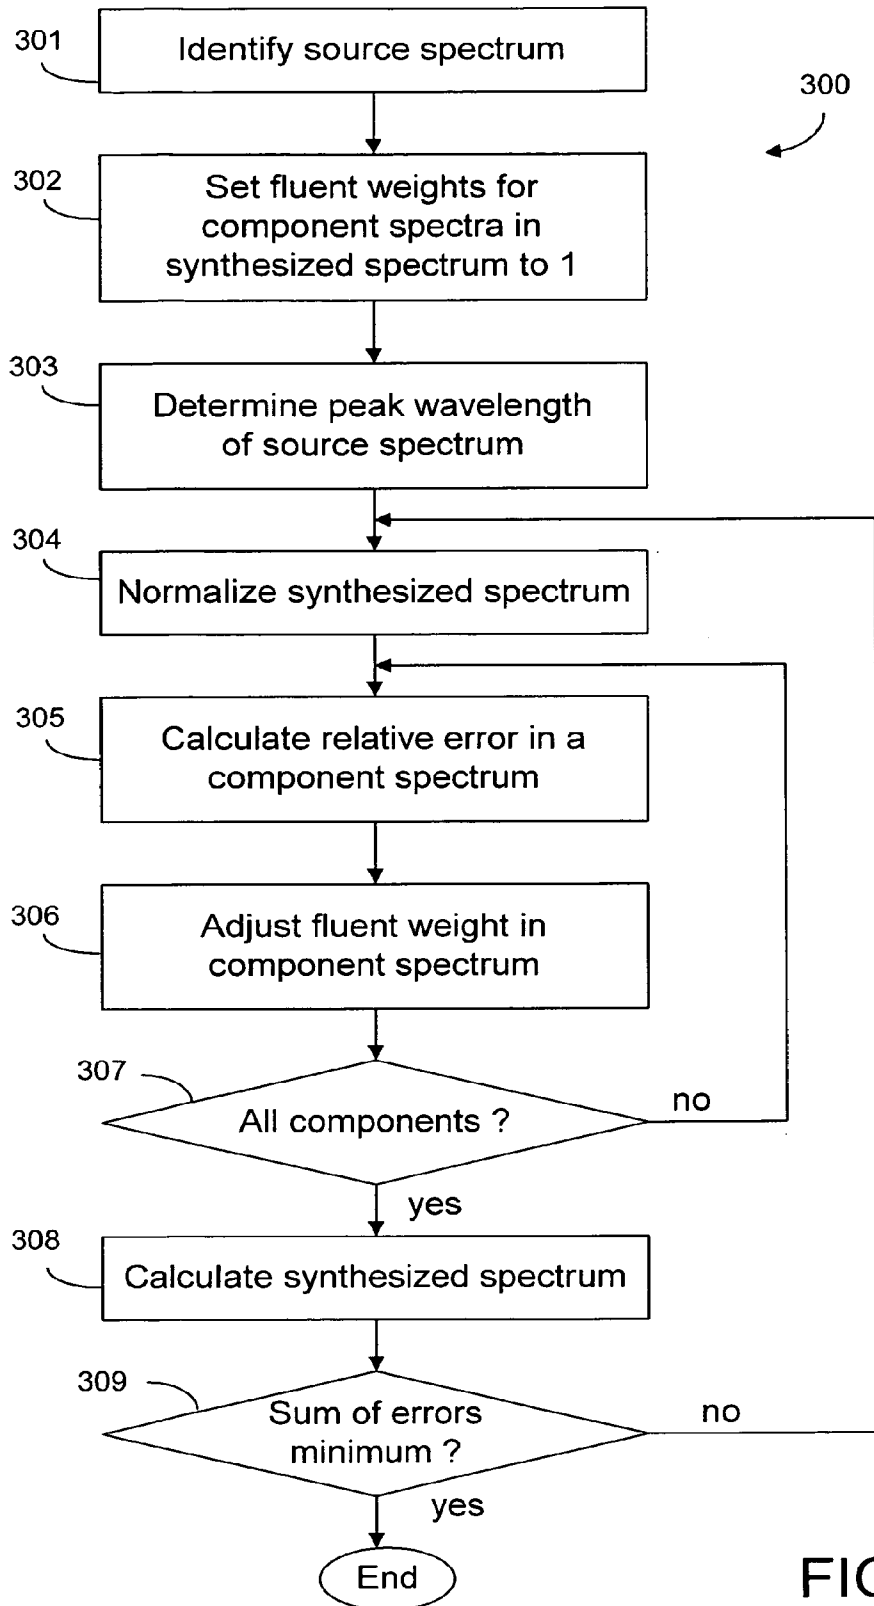 301
Identify source spectrum
300
302
Set fluent weights for
component spectra in
synthesized spectrum to 1
303
Determine peak wavelength
of source spectrum
304
Normalize synthesized spectrum
305
Calculate relative error in a
component spectrum
306
Adjust fluent weight in
component spectrum
307
All components ?
no
yes
308
Calculate synthesized spectrum
309
Sum of errors
minimum ?
no
yes
End